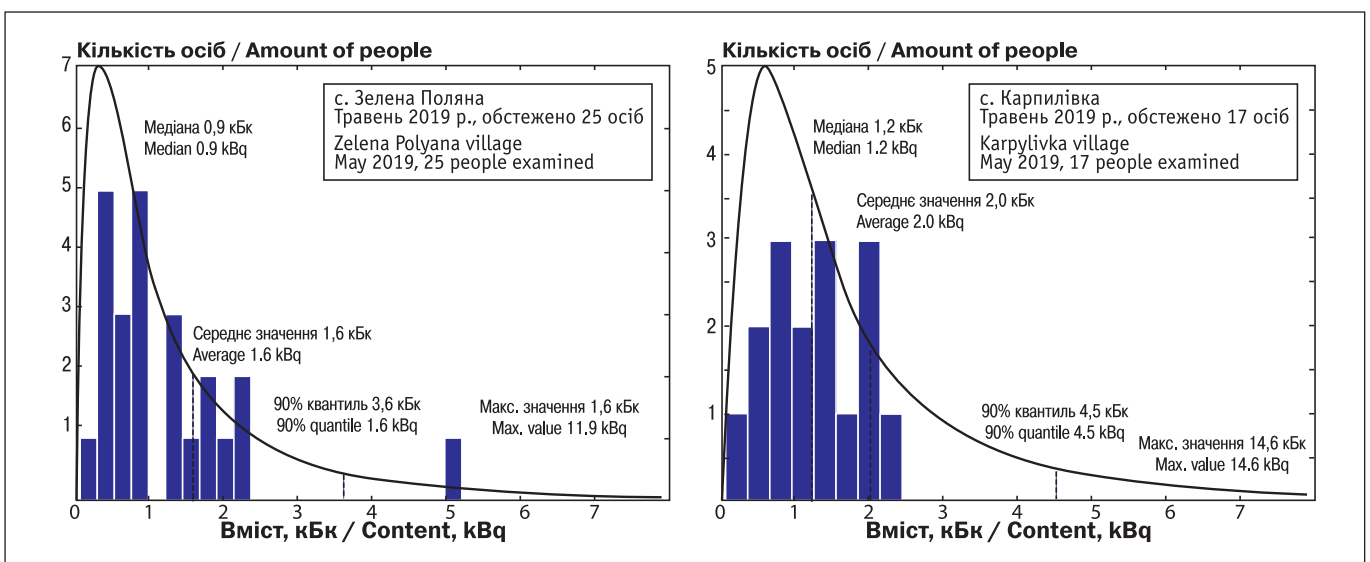 Кількість осіб / Amount of people
7
6
5
4
3
2
1
с. Зелена Поляна
Травень 2019 р., обстежено 25 осіб
Zelena Polyana village
May 2019, 25 people examined
Медіана 0,9 кБк
Median 0.9 kBq
Середнє значення 1,6 кБк
Average 1.6 kBq
90% квантиль 3,6 кБк
90% quantile 1.6 kBq
Макс. значення 1,6 кБк
Max. value 11.9 kBq
0 1 2 3 4 5 6 7
Вміст, кБк / Content, kBq
Кількість осіб / Amount of people
5
4
3
2
1
с. Карпилівка
Травень 2019 р., обстежено 17 осіб
Karpylivka village
May 2019, 17 people examined
Медіана 1,2 кБк
Median 1.2 kBq
Середнє значення 2,0 кБк
Average 2.0 kBq
90% квантиль 4,5 кБк
90% quantile 4.5 kBq
Макс. значення 14,6 кБк
Max. value 14.6 kBq
0 1 2 3 4 5 6 7
Вміст, кБк / Content, kBq